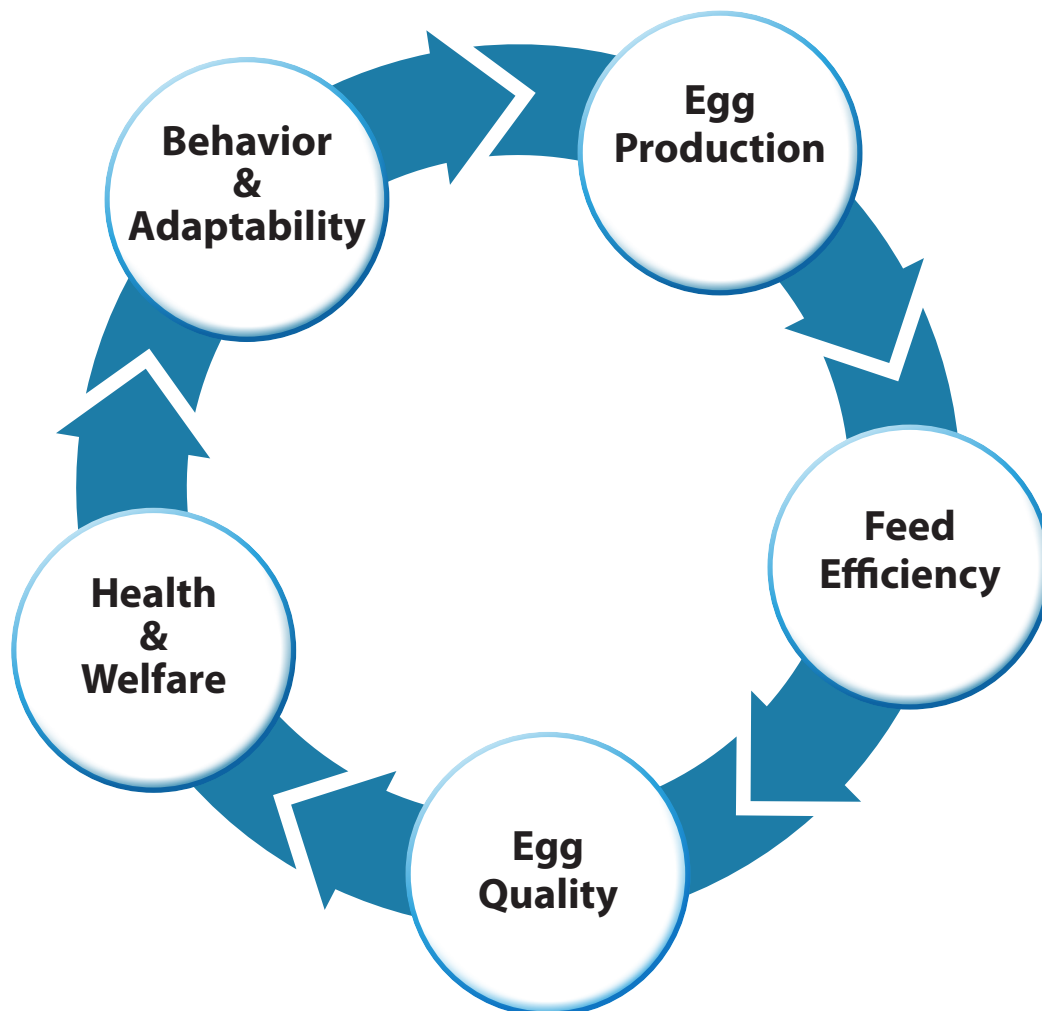 Behavior
&
Adaptability
Egg
Production
Feed
Efficiency
Egg
Quality
Health
&
Welfare